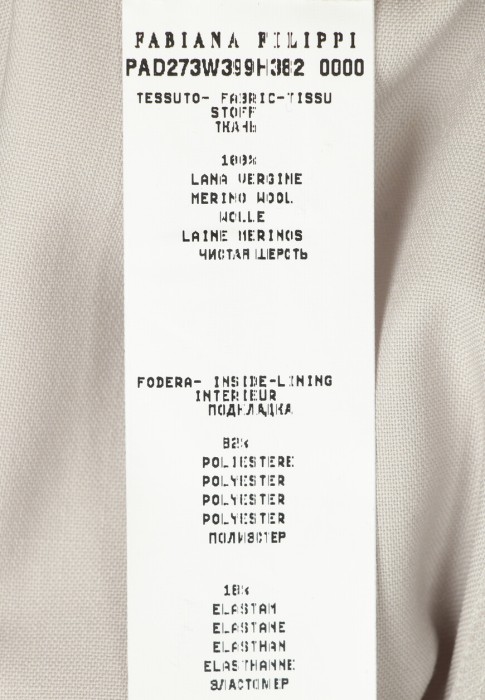 FABIANA FILIPPI
PAD273W399H382 0000
TESSUTO- FABRIC-TISSU
STOFF
ТКАНЬ
100%
LANA VERGINE
MERINO WOOL
WOLLE
LAINE MERINOS
ЧИСТАЯ ШЕРСТЬ
FODERA- INSIDE-LINING
INTERIEUR
ПОДКЛАДКА
82%
POLIESTERE
POLYESTER
POLYESTER
POLYESTER
ПОЛИЭСТЕР
18%
ELASTAM
ELASTANE
ELASTHAN
ELASTHANNE
ЭЛАСТОМЕР